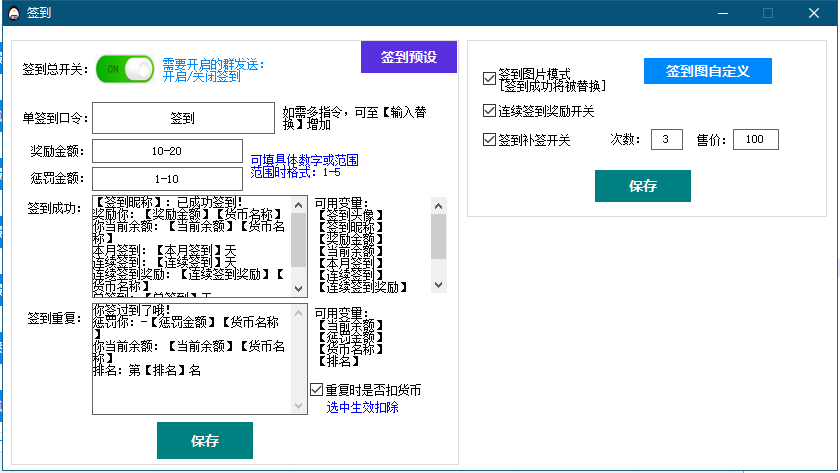 签到
签到总开关：
ON
需要开启的群发送：
开启/关闭签到
签到预设
单签到口令：
签到
如需多指令，可至【输入替
换】增加
奖励金额：
10-20
惩罚金额：
1-10
可填具体数字或范围
范围时格式：1-5
签到成功：
【签到昵称】：已成功签到！
奖励你：【奖励金额】【货币名称】
你当前余额：【当前余额】【货币名
称】
本月签到：【本月签到】天
连续签到：【连续签到】天
连续签到奖励：【连续签到奖励】【
货币名称】
总签到：【总签到】天
可用变量：
【签到头像】
【签到昵称】
【奖励金额】
【当前余额】
【本月签到】
【连续签到】
【连续签到奖励】
签到重复：
你签过到了哦！
惩罚你：-【惩罚金额】【货币名称
】
你当前余额：【当前余额】【货币名
称】
排名：第【排名】名
可用变量：
【当前余额】
【惩罚金额】
【货币名称】
【排名】
重复时是否扣货币
选中生效扣除
保存
签到图片模式
[签到成功将被替换]
签到图自定义
连续签到奖励开关
签到补签开关
次数：
3
售价：
100
保存